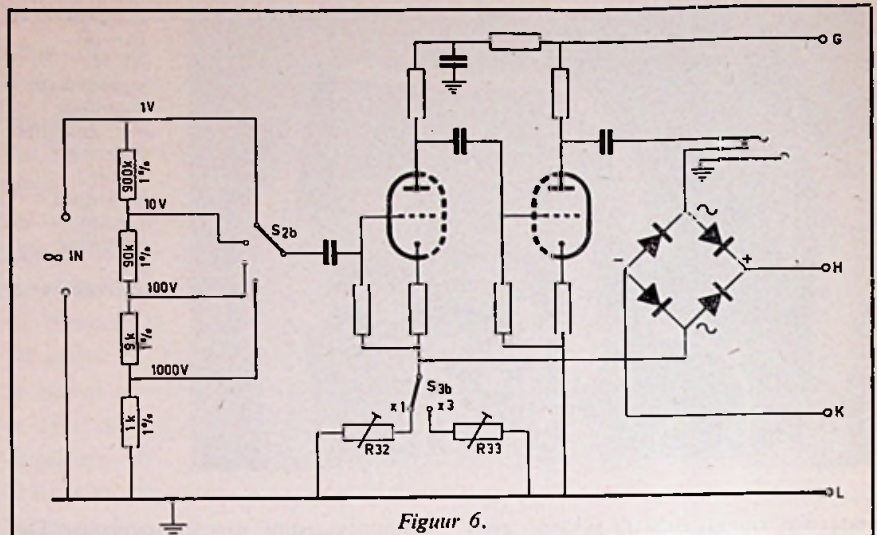 1V
G
900k
1%
10V
S2b
∞ IN
90k
1%
100V
- +
H
9k
1%
1000V
S3b
x1 x3
K
1k
1%
R32
R33
L
Figuur 6.